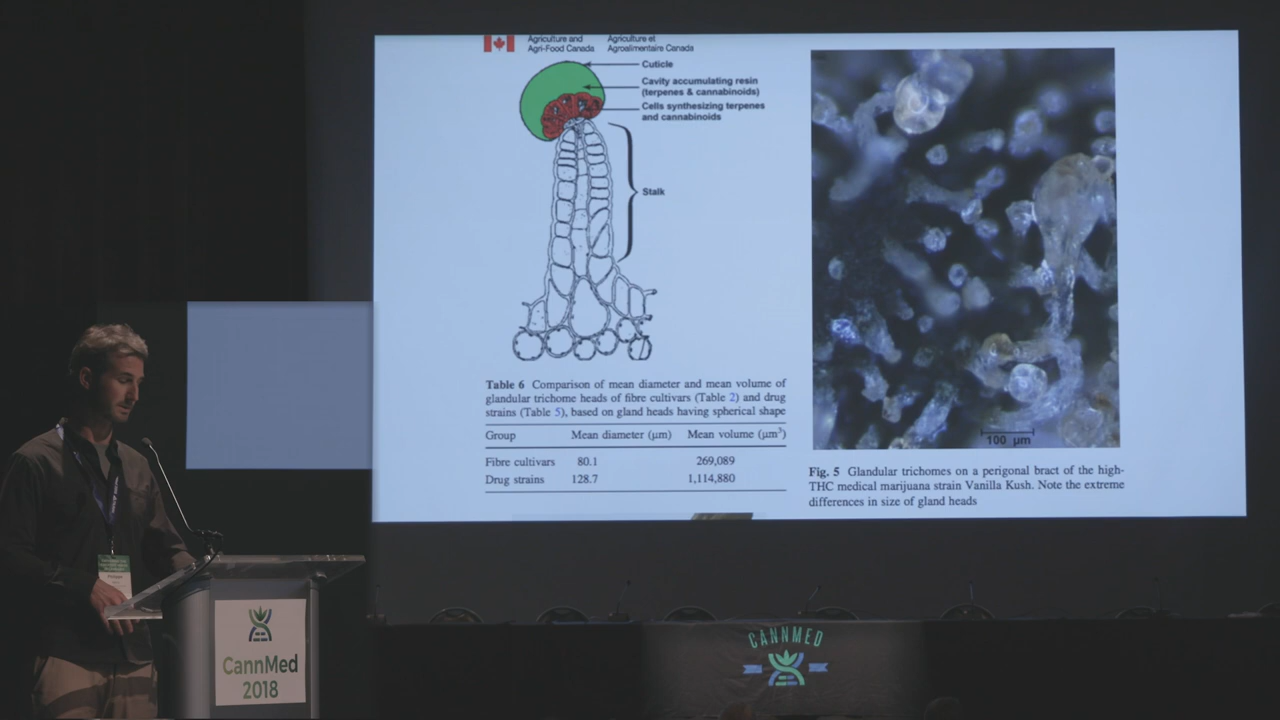 Agriculture and
Agri-Food Canada
Agriculture et
Agroalimentaire Canada
Cuticle
Cavity accumulating resin
(terpenes & cannabinoids)
Cells synthesizing terpenes
and cannabinoids
Stalk
Table 6 Comparison of mean diameter and mean volume of
glandular trichome heads of fibre cultivars (Table 2) and drug
strains (Table 5), based on gland heads having spherical shape
Group Mean diameter (μm) Mean volume (μm³)
Fibre cultivars 80.1 269,089
Drug strains 128.7 1,114,880
100 μm
Fig. 5 Glandular trichomes on a perigonal bract of the high-
THC medical marijuana strain Vanilla Kush. Note the extreme
differences in size of gland heads
CannMed
2018
CANNMED